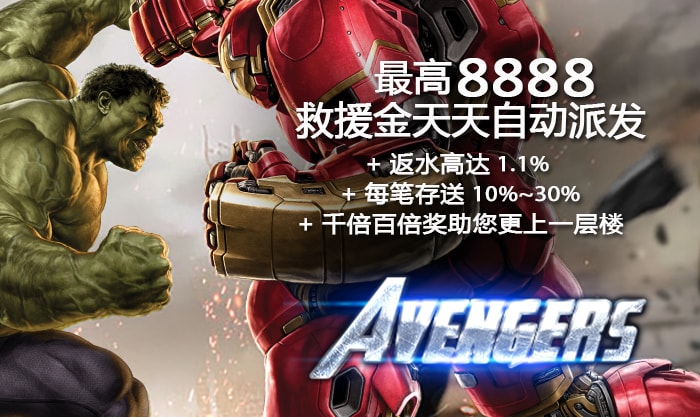 最高8888
救援金天天自动派发
+ 返水高达 1.1%
+ 每笔存送 10%~30%
+ 千倍百倍奖助您更上一层楼
AVENGERS